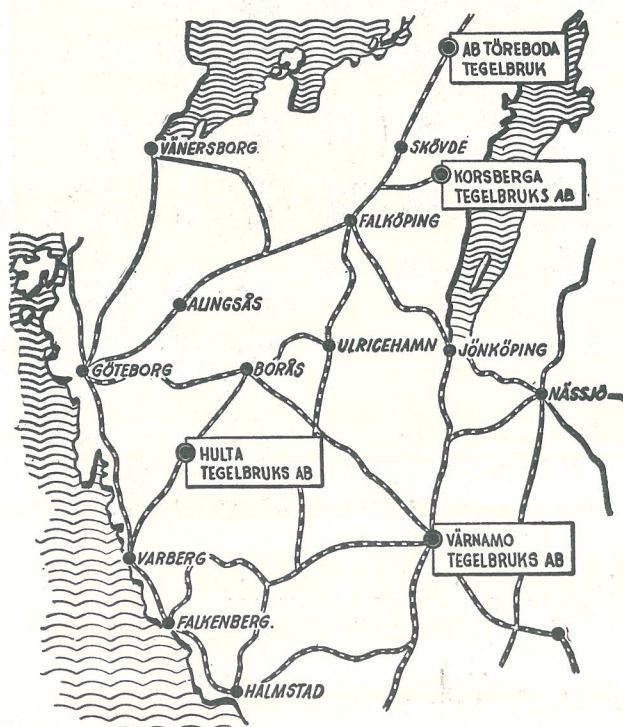 AB TÖREBODA
TEGELBRUK
VÄNERSBORG.
SKÖVDE
KORSBERGA
TEGELBRUKS AB
FALKÖPING
ALINGSÅS
ULRICEHAMN
JÖNKÖPING
GÖTEBORG
BORÅS
NÄSSJÖ
HULTA
TEGELBRUKS AB
VÄRNAMO
TEGELBRUKS AB
VARBERG
FALKENBERG.
HALMSTAD